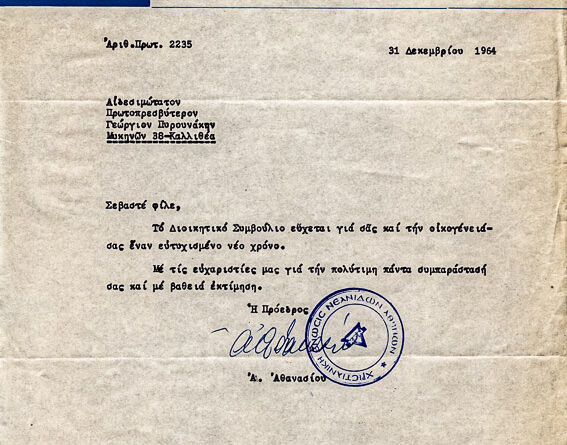 Ἀριθ.Πρωτ. 2235
31 Δεκεμβρίου 1964
Αἰδεσιμώτατον
Πρωτοπρεσβύτερον
Γεώργιον Πυρουνάκην
Μυκηνῶν 38-Καλλιθέα
Σεβαστέ φίλε,
Τό Διοικητικό Συμβούλιο εὔχεται γιά σᾶς καί τήν οἰκογένειά-
σας ἕναν εὐτυχισμένο νέο χρόνο.
Μέ τίς εὐχαριστίες μας γιά τήν πολύτιμη πάντα συμπαράστασή
σας καί μέ βαθειά ἐκτίμηση.
Ἡ Πρόεδρος
Α. Ἀθανασίου
ΧΡΙΣΤΙΑΝΙΚΗ ΕΝΩΣΙΣ ΝΕΑΝΙΔΩΝ ΑΘΗΝΩΝ